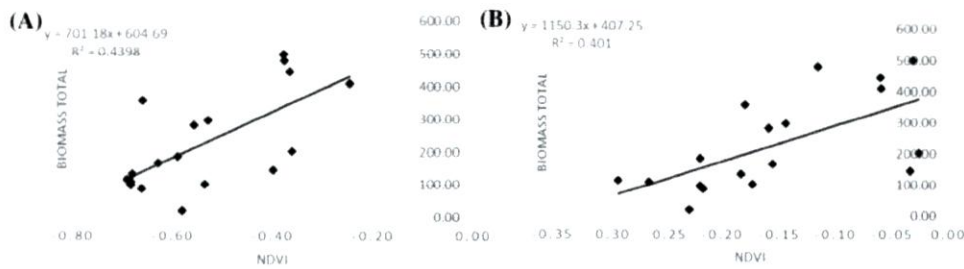 (A)
y = 701.18x + 604.69
R² = 0.4398
BIOMASS TOTAL
600.00
500.00
400.00
300.00
200.00
100.00
0.00
0.80 0.60 0.40 0.20 0.00
NDVI
(B)
y = 1150.3x + 407.25
R² = 0.401
BIOMASS TOTAL
600.00
500.00
400.00
300.00
200.00
100.00
0.00
0.35 0.30 0.25 0.20 0.15 0.10 0.05 0.00
NDVI